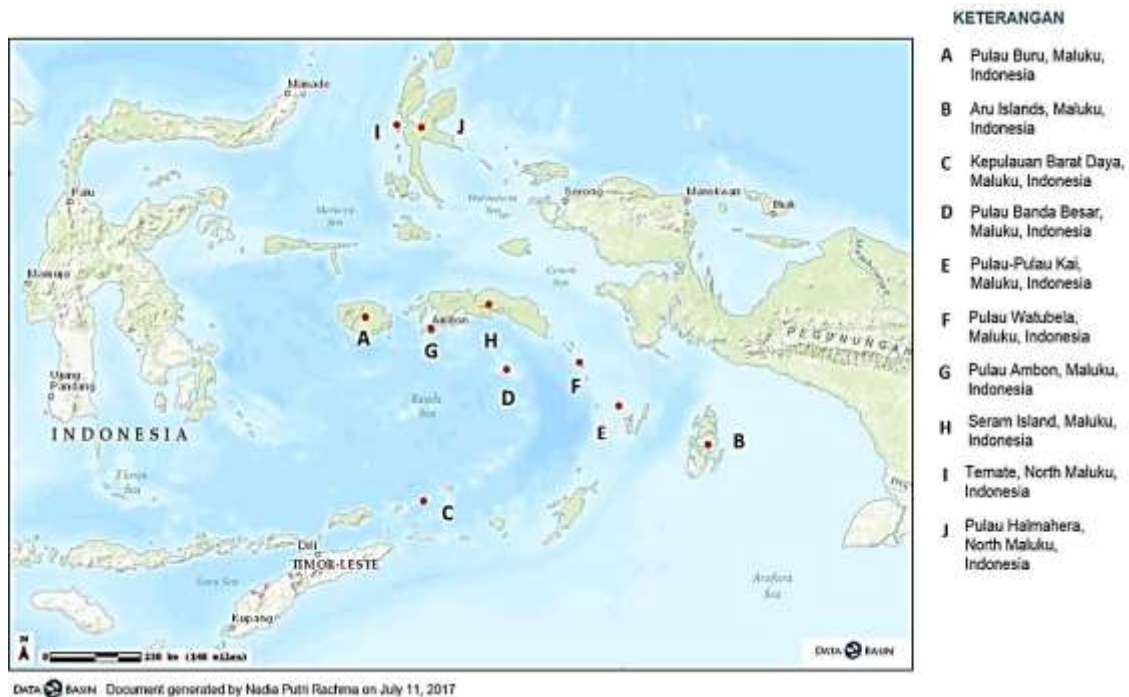 KETERANGAN
A Pulau Buru, Maluku,
Indonesia
B Aru Islands, Maluku,
Indonesia
C Kepulauan Barat Daya,
Maluku, Indonesia
D Pulau Banda Besar,
Maluku, Indonesia
E Pulau-Pulau Kai,
Maluku, Indonesia
F Pulau Watubela,
Maluku, Indonesia
G Pulau Ambon, Maluku,
Indonesia
H Seram Island, Maluku,
Indonesia
I Ternate, North Maluku,
Indonesia
J Pulau Halmahera,
North Maluku,
Indonesia
Manado
I
J
Palu
Sorong
Manokwari
Biak
Halmahera
Sea
Ceram
Sea
Mamuju
Ambon
A
G
H
PEGUNUNGAN
Ujung
Pandang
Banda
Sea
D
F
E
B
INDONESIA
Flores
Sea
C
Dili
TIMOR-LESTE
Savu Sea
Kupang
Arafura
Sea
N
A
0
DATA BASIN
DATA BASIN Document generated by Nadia Putri Rachma on July 11, 2017